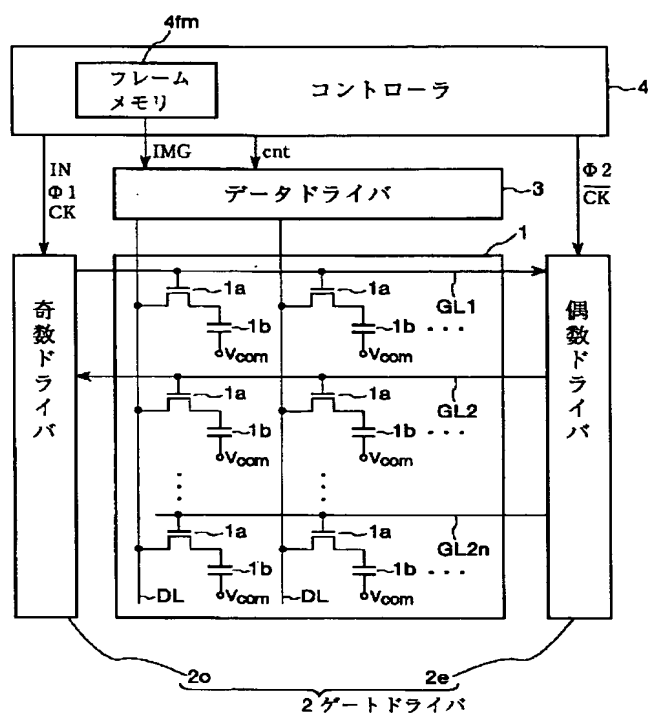 4fm
フレーム
メモリ
コントローラ
4
IN
Φ1
CK
IMG
cnt
Φ2
C̅K̅
データドライバ
3
1
奇数ドライバ
偶数ドライバ
1a
1a
GL1
1b
1b
Vcom
Vcom
1a
1a
GL2
1b
1b
Vcom
Vcom
1a
1a
GL2n
1b
1b
DL
Vcom
DL
Vcom
2o
2e
2 ゲートドライバ